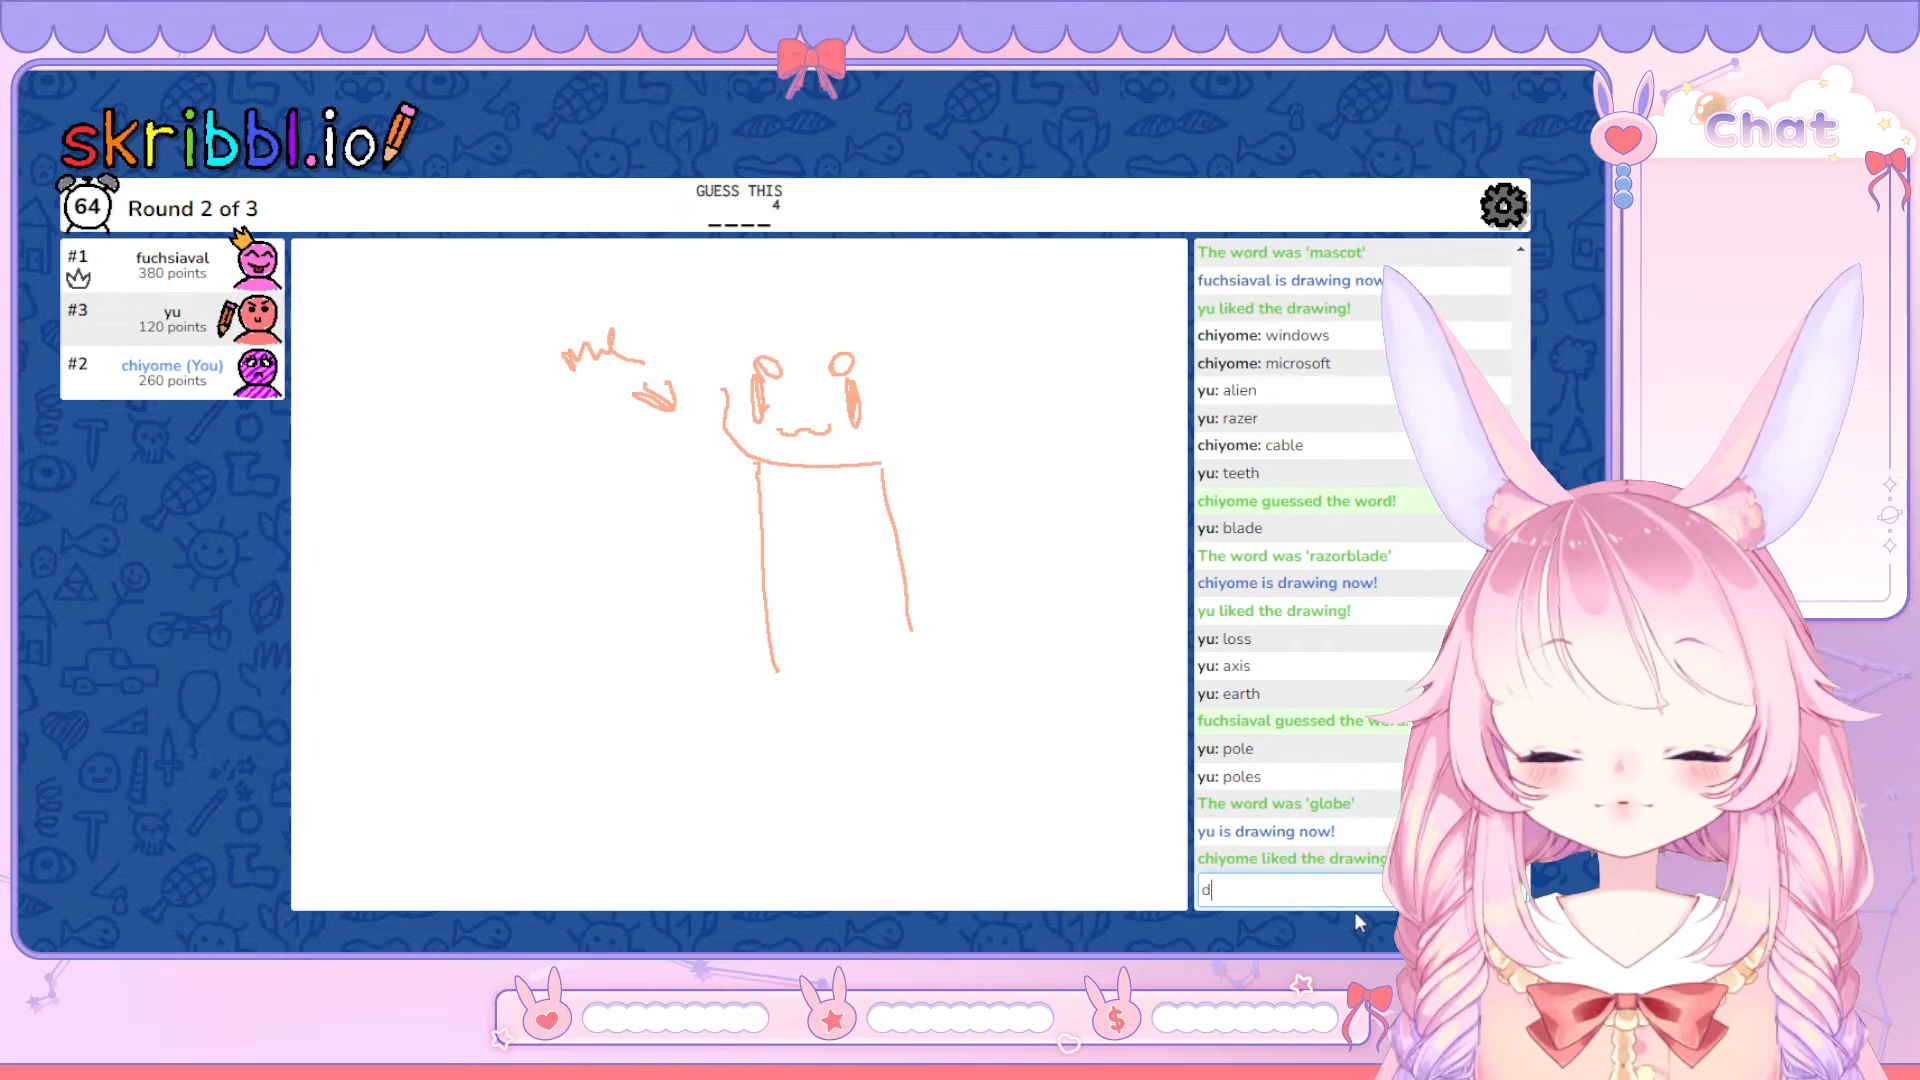 skribbl.io
Chat
64
Round 2 of 3
GUESS THIS
4
_ _ _ _
#1
fuchsiaval
380 points
#3
yu
120 points
#2
chiyome (You)
260 points
me
The word was 'mascot'
fuchsiaval is drawing now
yu liked the drawing!
chiyome: windows
chiyome: microsoft
yu: alien
yu: razer
chiyome: cable
yu: teeth
chiyome guessed the word!
yu: blade
The word was 'razorblade'
chiyome is drawing now!
yu liked the drawing!
yu: loss
yu: axis
yu: earth
fuchsiaval guessed the word!
yu: pole
yu: poles
The word was 'globe'
yu is drawing now!
chiyome liked the drawing
d